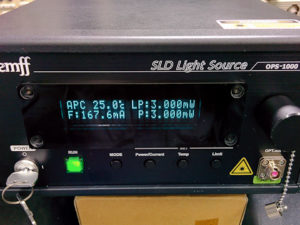 SLD Light Source
OPS-1000
APC 25.0℃ LP:3.000mW
F:167.6mA P:3.000mW
POWER
RUN
MODE
Power/Current
Temp
Limit